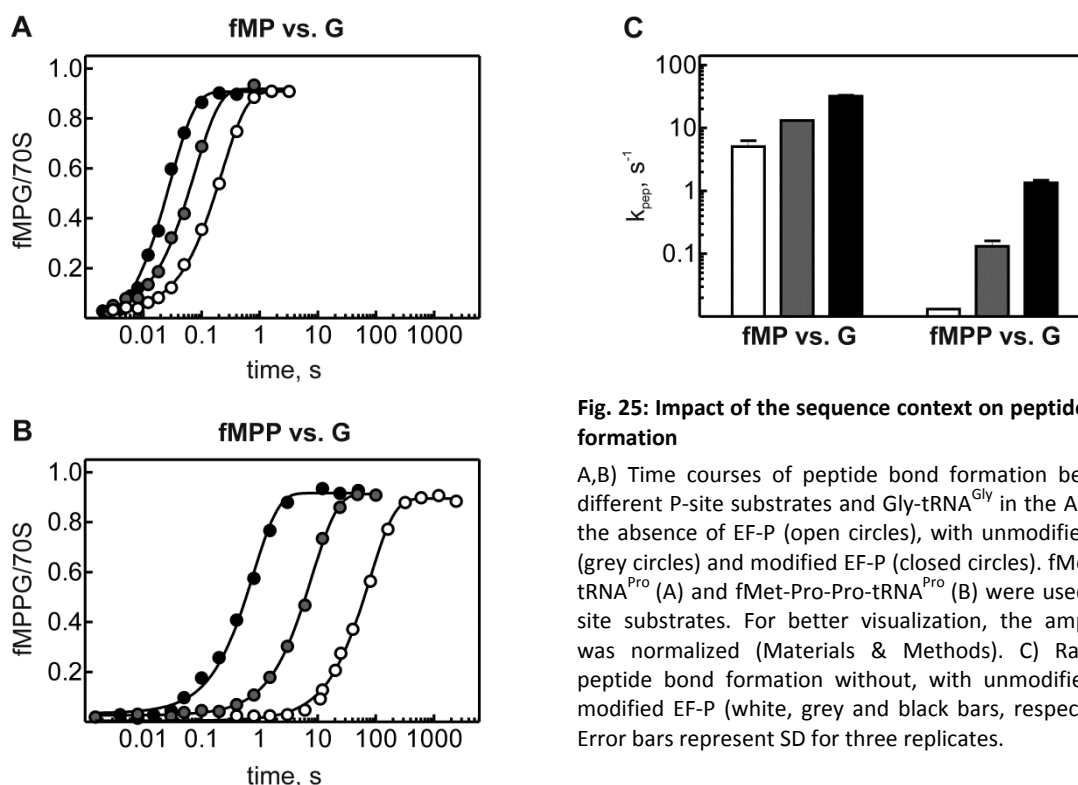 A
fMP vs. G
1.0
0.8
0.6
0.4
0.2
fMPG/70S
0.01 0.1 1 10 100 1000
time, s
B
fMPP vs. G
1.0
0.8
0.6
0.4
0.2
fMPPG/70S
0.01 0.1 1 10 100 1000
time, s
C
100
10
1
0.1
kpep, s-1
fMP vs. G fMPP vs. G
Fig. 25: Impact of the sequence context on peptide
formation
A,B) Time courses of peptide bond formation be
different P-site substrates and Gly-tRNAGly in the A
the absence of EF-P (open circles), with unmodifie
(grey circles) and modified EF-P (closed circles). fMe
tRNAPro (A) and fMet-Pro-Pro-tRNAPro (B) were use
site substrates. For better visualization, the amp
was normalized (Materials & Methods). C) Ra
peptide bond formation without, with unmodifie
modified EF-P (white, grey and black bars, respec
Error bars represent SD for three replicates.